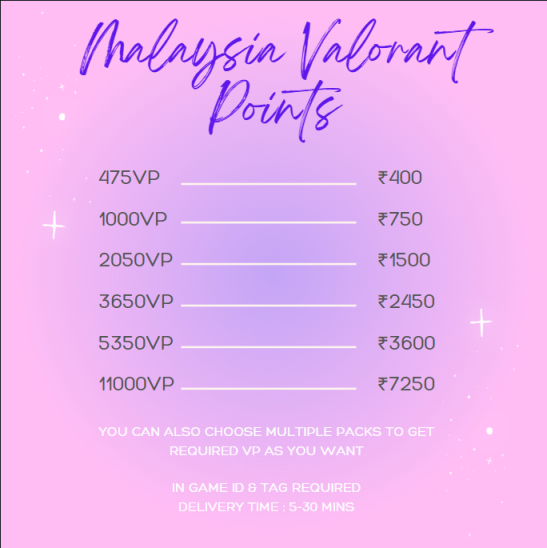 Malaysia Valorant
Points
475VP ₹400
1000VP ₹750
2050VP ₹1500
3650VP ₹2450
5350VP ₹3600
11000VP ₹7250
YOU CAN ALSO CHOOSE MULTIPLE PACKS TO GET
REQUIRED VP AS YOU WANT
IN GAME ID & TAG REQUIRED
DELIVERY TIME : 5-30 MINS